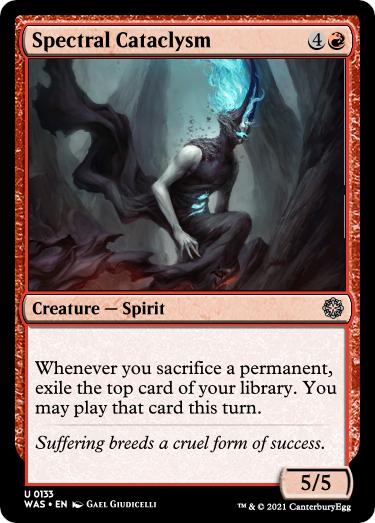 Spectral Cataclysm 4
Creature — Spirit
Whenever you sacrifice a permanent,
exile the top card of your library. You
may play that card this turn.
Suffering breeds a cruel form of success.
5/5
U 0133
WAS • EN Gael Giudicelli ™ & © 2021 CanterburyEgg